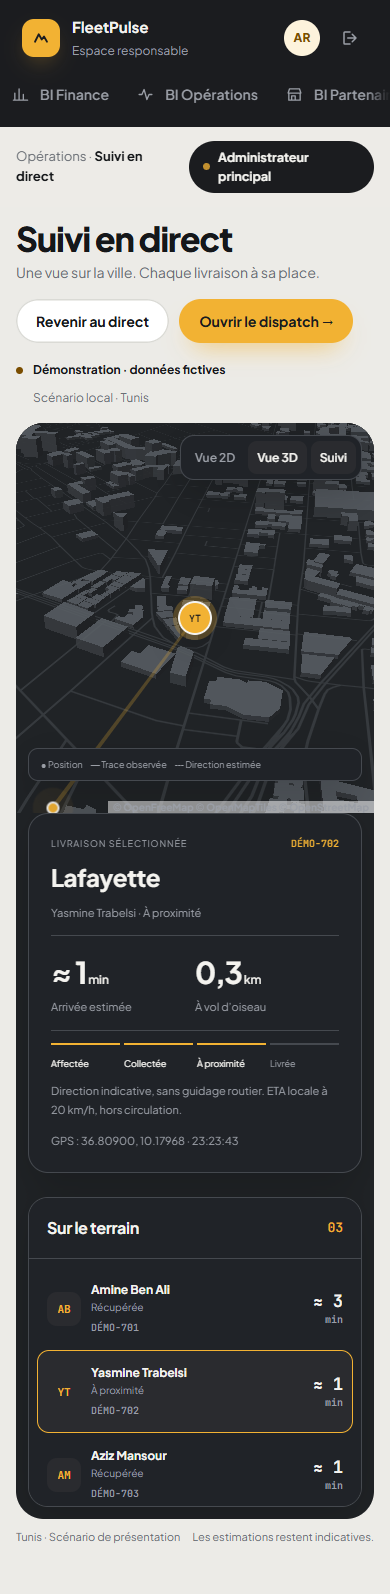 FleetPulse
Espace responsable
AR
BI Finance
BI Opérations
BI Partenai
Opérations · Suivi en direct
Administrateur principal
Suivi en direct
Une vue sur la ville. Chaque livraison à sa place.
Revenir au direct
Ouvrir le dispatch →
Démonstration · données fictives
Scénario local · Tunis
Vue 2D
Vue 3D
Suivi
YT
Position — Trace observée --- Direction estimée
LIVRAISON SÉLECTIONNÉE
DÉMO-702
Lafayette
Yasmine Trabelsi · À proximité
≈ 1 min
0,3 km
Arrivée estimée
À vol d'oiseau
Affectée
Collectée
À proximité
Livrée
Direction indicative, sans guidage routier. ETA locale à
20 km/h, hors circulation.
GPS : 36.80900, 10.17968 · 23:23:43
Sur le terrain
03
AB
Amine Ben Ali
Récupérée
DÉMO-701
≈ 3
min
YT
Yasmine Trabelsi
À proximité
DÉMO-702
≈ 1
min
AM
Aziz Mansour
Récupérée
DÉMO-703
≈ 1
min
Tunis · Scénario de présentation
Les estimations restent indicatives.